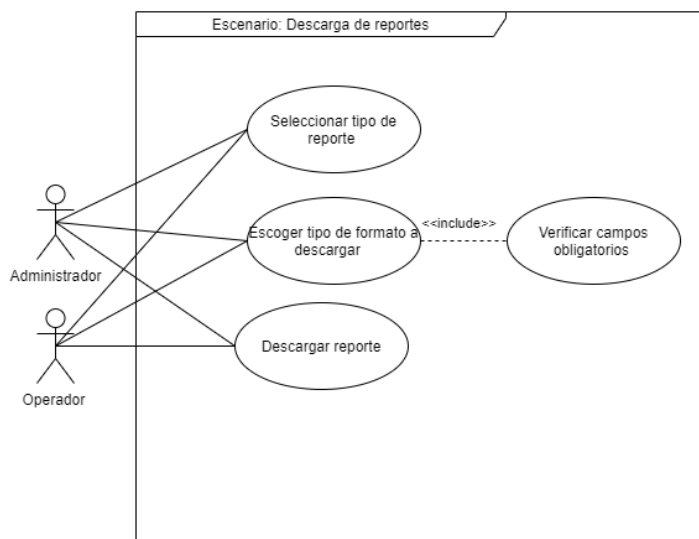 Escenario: Descarga de reportes
Seleccionar tipo de
reporte
<<include>>
Escoger tipo de formato a
descargar
Verificar campos
obligatorios
Administrador
Descargar reporte
Operador